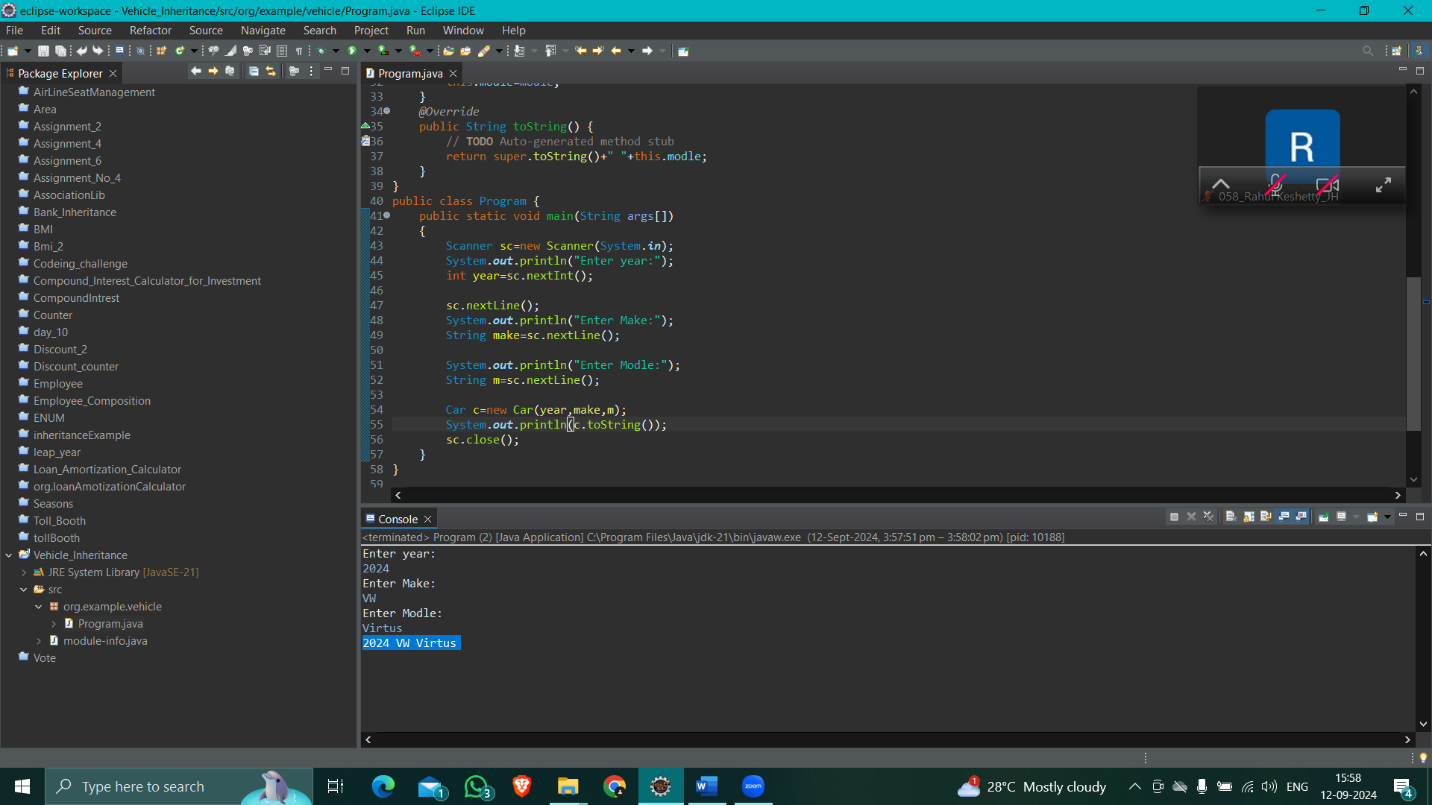 eclipse-workspace - Vehicle_Inheritance/src/org/example/vehicle/Program.java - Eclipse IDE
File Edit Source Refactor Source Navigate Search Project Run Window Help
Package Explorer
AirLineSeatManagement
Area
Assignment_2
Assignment_4
Assignment_6
Assignment_No_4
AssociationLib
Bank_Inheritance
BMI
Bmi_2
Codeing_challenge
Compound_Interest_Calculator_for_Investment
CompoundIntrest
Counter
day_10
Discount_2
Discount_counter
Employee
Employee_Composition
ENUM
inheritanceExample
leap_year
Loan_Amortization_Calculator
org.loanAmotizationCalculator
Seasons
Toll_Booth
tollBooth
Vehicle_Inheritance
JRE System Library [JavaSE-21]
src
org.example.vehicle
Program.java
module-info.java
Vote
Program.java
32 this.modle=modle;
33 }
34 @Override
35 public String toString() {
36 // TODO Auto-generated method stub
37 return super.toString()+" "+this.modle;
38 }
39 }
40 public class Program {
41 public static void main(String args[])
42 {
43 Scanner sc=new Scanner(System.in);
44 System.out.println("Enter year:");
45 int year=sc.nextInt();
46
47 sc.nextLine();
48 System.out.println("Enter Make:");
49 String make=sc.nextLine();
50
51 System.out.println("Enter Modle:");
52 String m=sc.nextLine();
53
54 Car c=new Car(year,make,m);
55 System.out.println(c.toString());
56 sc.close();
57 }
58 }
59
R
058_Rahul Keshetty_JH
Console
<terminated> Program (2) [Java Application] C:\Program Files\Java\jdk-21\bin\javaw.exe (12-Sept-2024, 3:57:51 pm – 3:58:02 pm) [pid: 10188]
Enter year:
2024
Enter Make:
VW
Enter Modle:
Virtus
2024 VW Virtus
Type here to search
1
3
zoom
1
28°C Mostly cloudy
ENG
15:58
12-09-2024
4